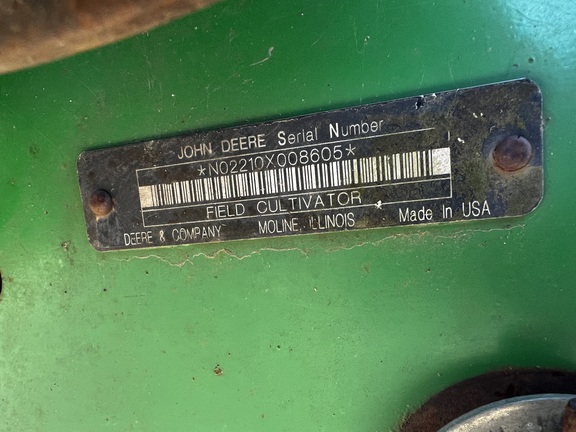 JOHN DEERE Serial Number
*N02210X008605*
FIELD CULTIVATOR
DEERE & COMPANY MOLINE, ILLINOIS Made In USA